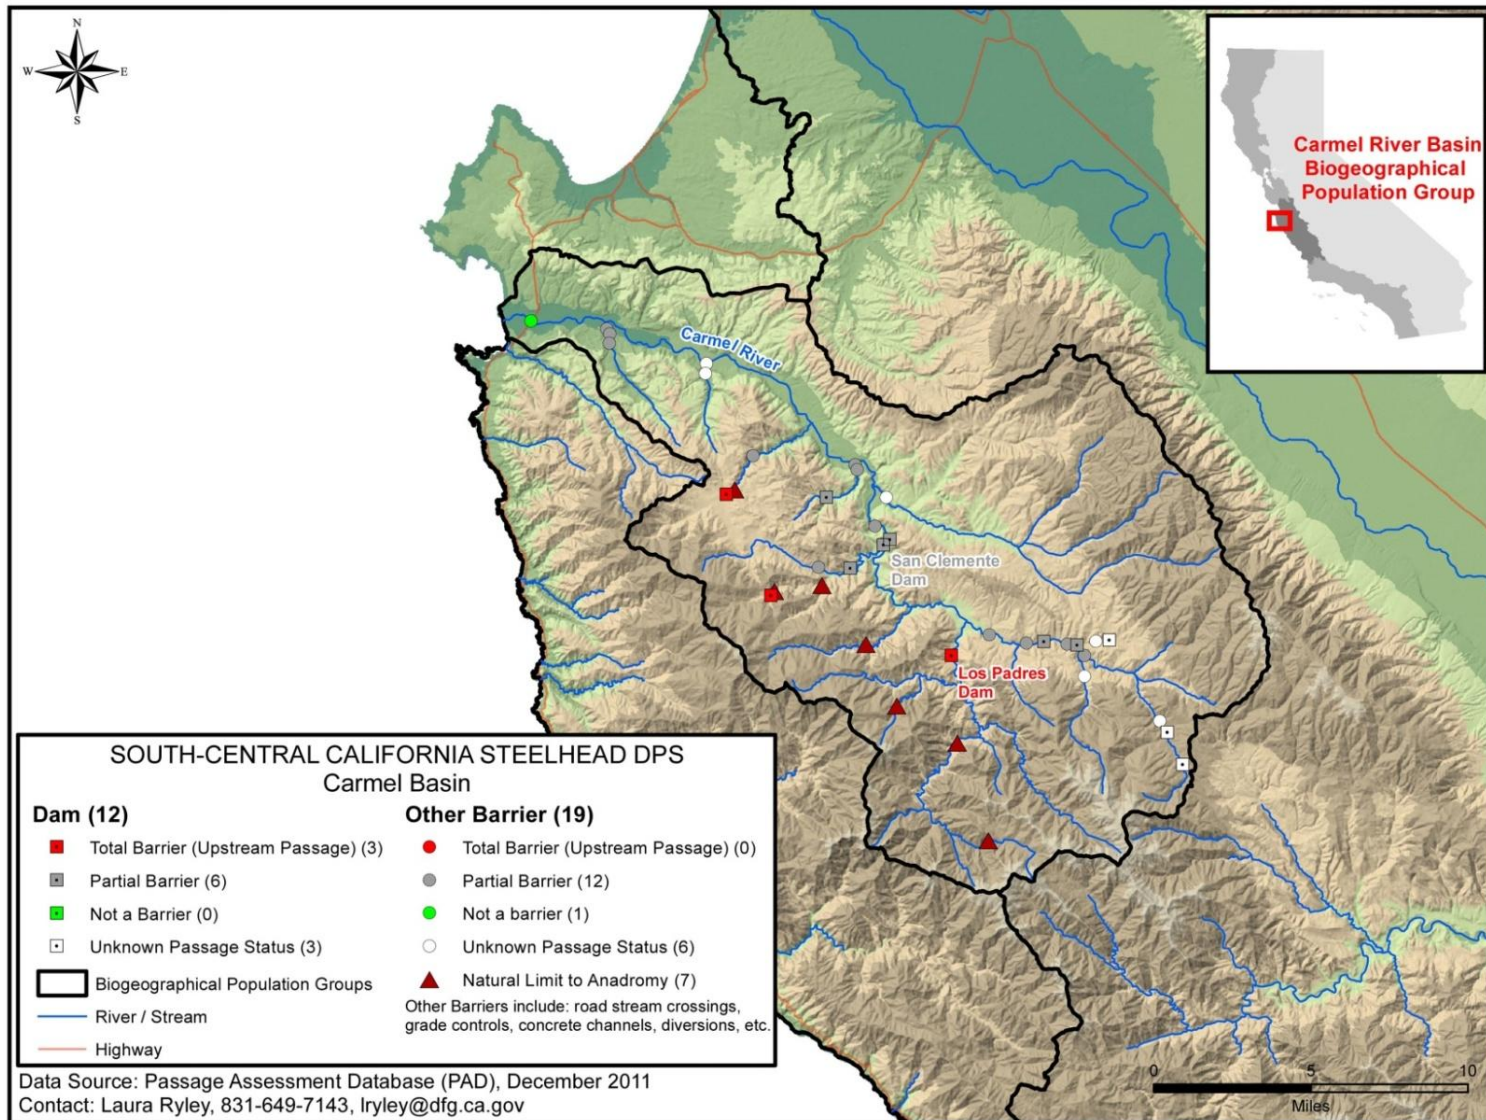 N
W
E
S
Carmel River Basin
Biogeographical
Population Group
Carmel River
San Clemente
Dam
Los Padres
Dam
SOUTH-CENTRAL CALIFORNIA STEELHEAD DPS
Carmel Basin
Dam (12)
Total Barrier (Upstream Passage) (3)
Partial Barrier (6)
Not a Barrier (0)
Unknown Passage Status (3)
Biogeographical Population Groups
River / Stream
Highway
Other Barrier (19)
Total Barrier (Upstream Passage) (0)
Partial Barrier (12)
Not a barrier (1)
Unknown Passage Status (6)
Natural Limit to Anadromy (7)
Other Barriers include: road stream crossings,
grade controls, concrete channels, diversions, etc.
Data Source: Passage Assessment Database (PAD), December 2011
Contact: Laura Ryley, 831-649-7143, lryley@dfg.ca.gov
0 5 10
Miles